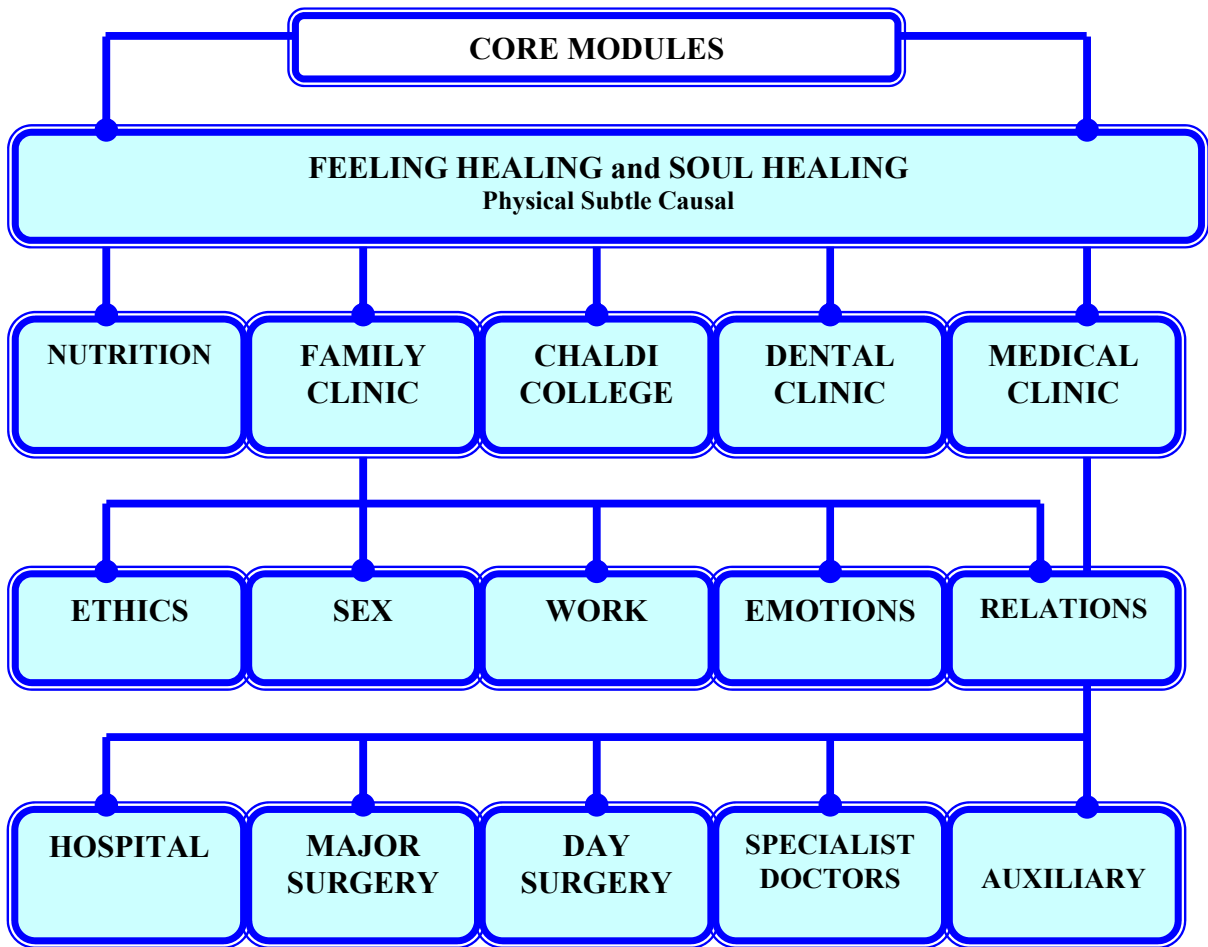 CORE MODULES
FEELING HEALING and SOUL HEALING
Physical Subtle Causal
NUTRITION
FAMILY
CLINIC
CHALDI
COLLEGE
DENTAL
CLINIC
MEDICAL
CLINIC
ETHICS
SEX
WORK
EMOTIONS
RELATIONS
HOSPITAL
MAJOR
SURGERY
DAY
SURGERY
SPECIALIST
DOCTORS
AUXILIARY